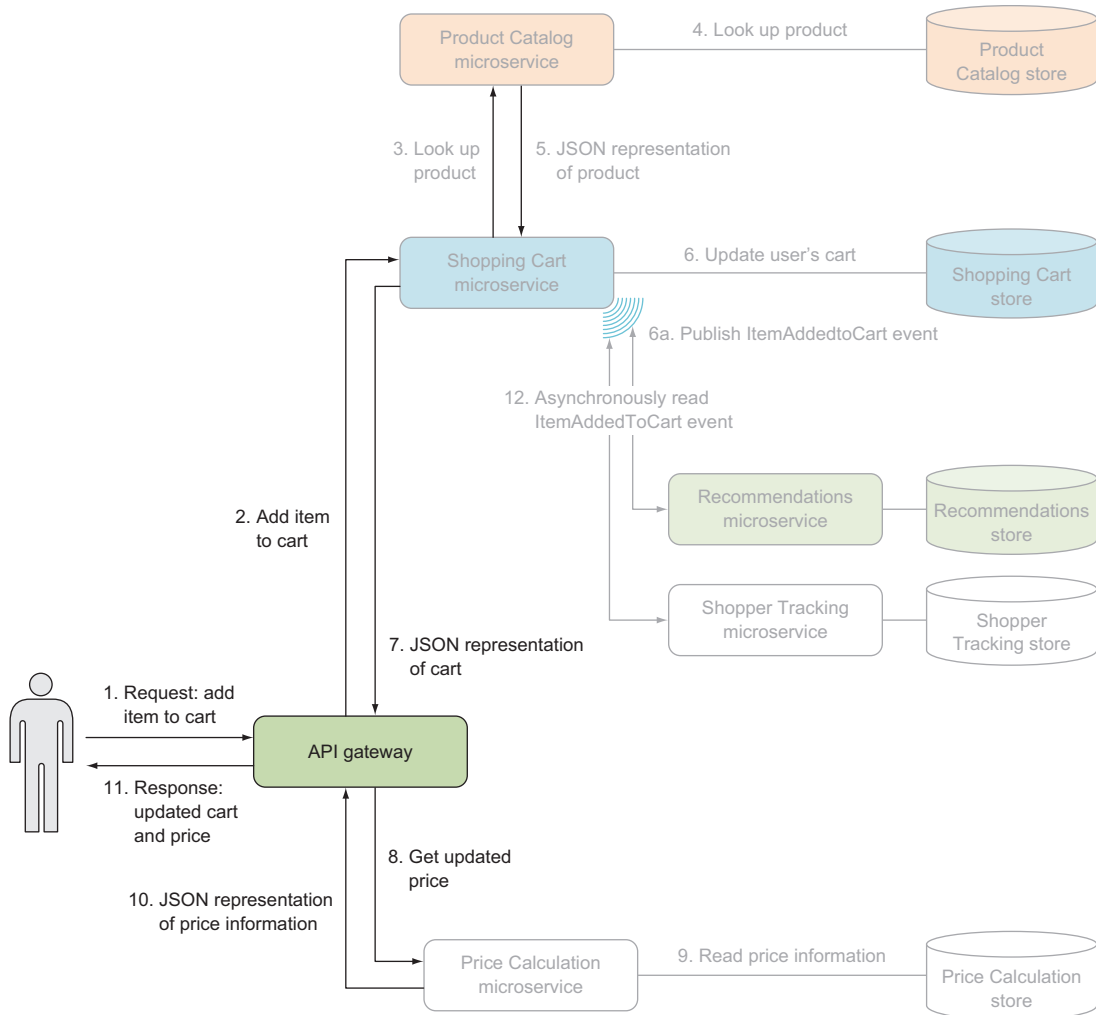 Product Catalog
microservice
4. Look up product
Product
Catalog store
3. Look up
product
5. JSON representation
of product
Shopping Cart
microservice
6. Update user's cart
Shopping Cart
store
6a. Publish ItemAddedtoCart event
12. Asynchronously read
ItemAddedToCart event
Recommendations
microservice
Recommendations
store
2. Add item
to cart
Shopper Tracking
microservice
Shopper
Tracking store
7. JSON representation
of cart
1. Request: add
item to cart
API gateway
11. Response:
updated cart
and price
8. Get updated
price
10. JSON representation
of price information
Price Calculation
microservice
9. Read price information
Price Calculation
store